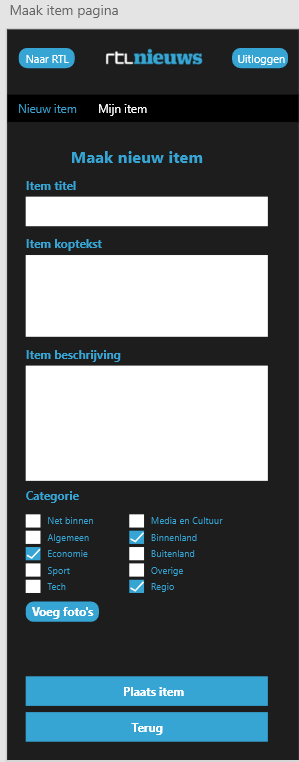 Maak item pagina
Naar RTL rtlnieuws Uitloggen
Nieuw item Mijn item
Maak nieuw item
Item titel
Item koptekst
Item beschrijving
Categorie
Net binnen Media en Cultuur
Algemeen Binnenland
Economie Buitenland
Sport Overige
Tech Regio
Voeg foto's
Plaats item
Terug